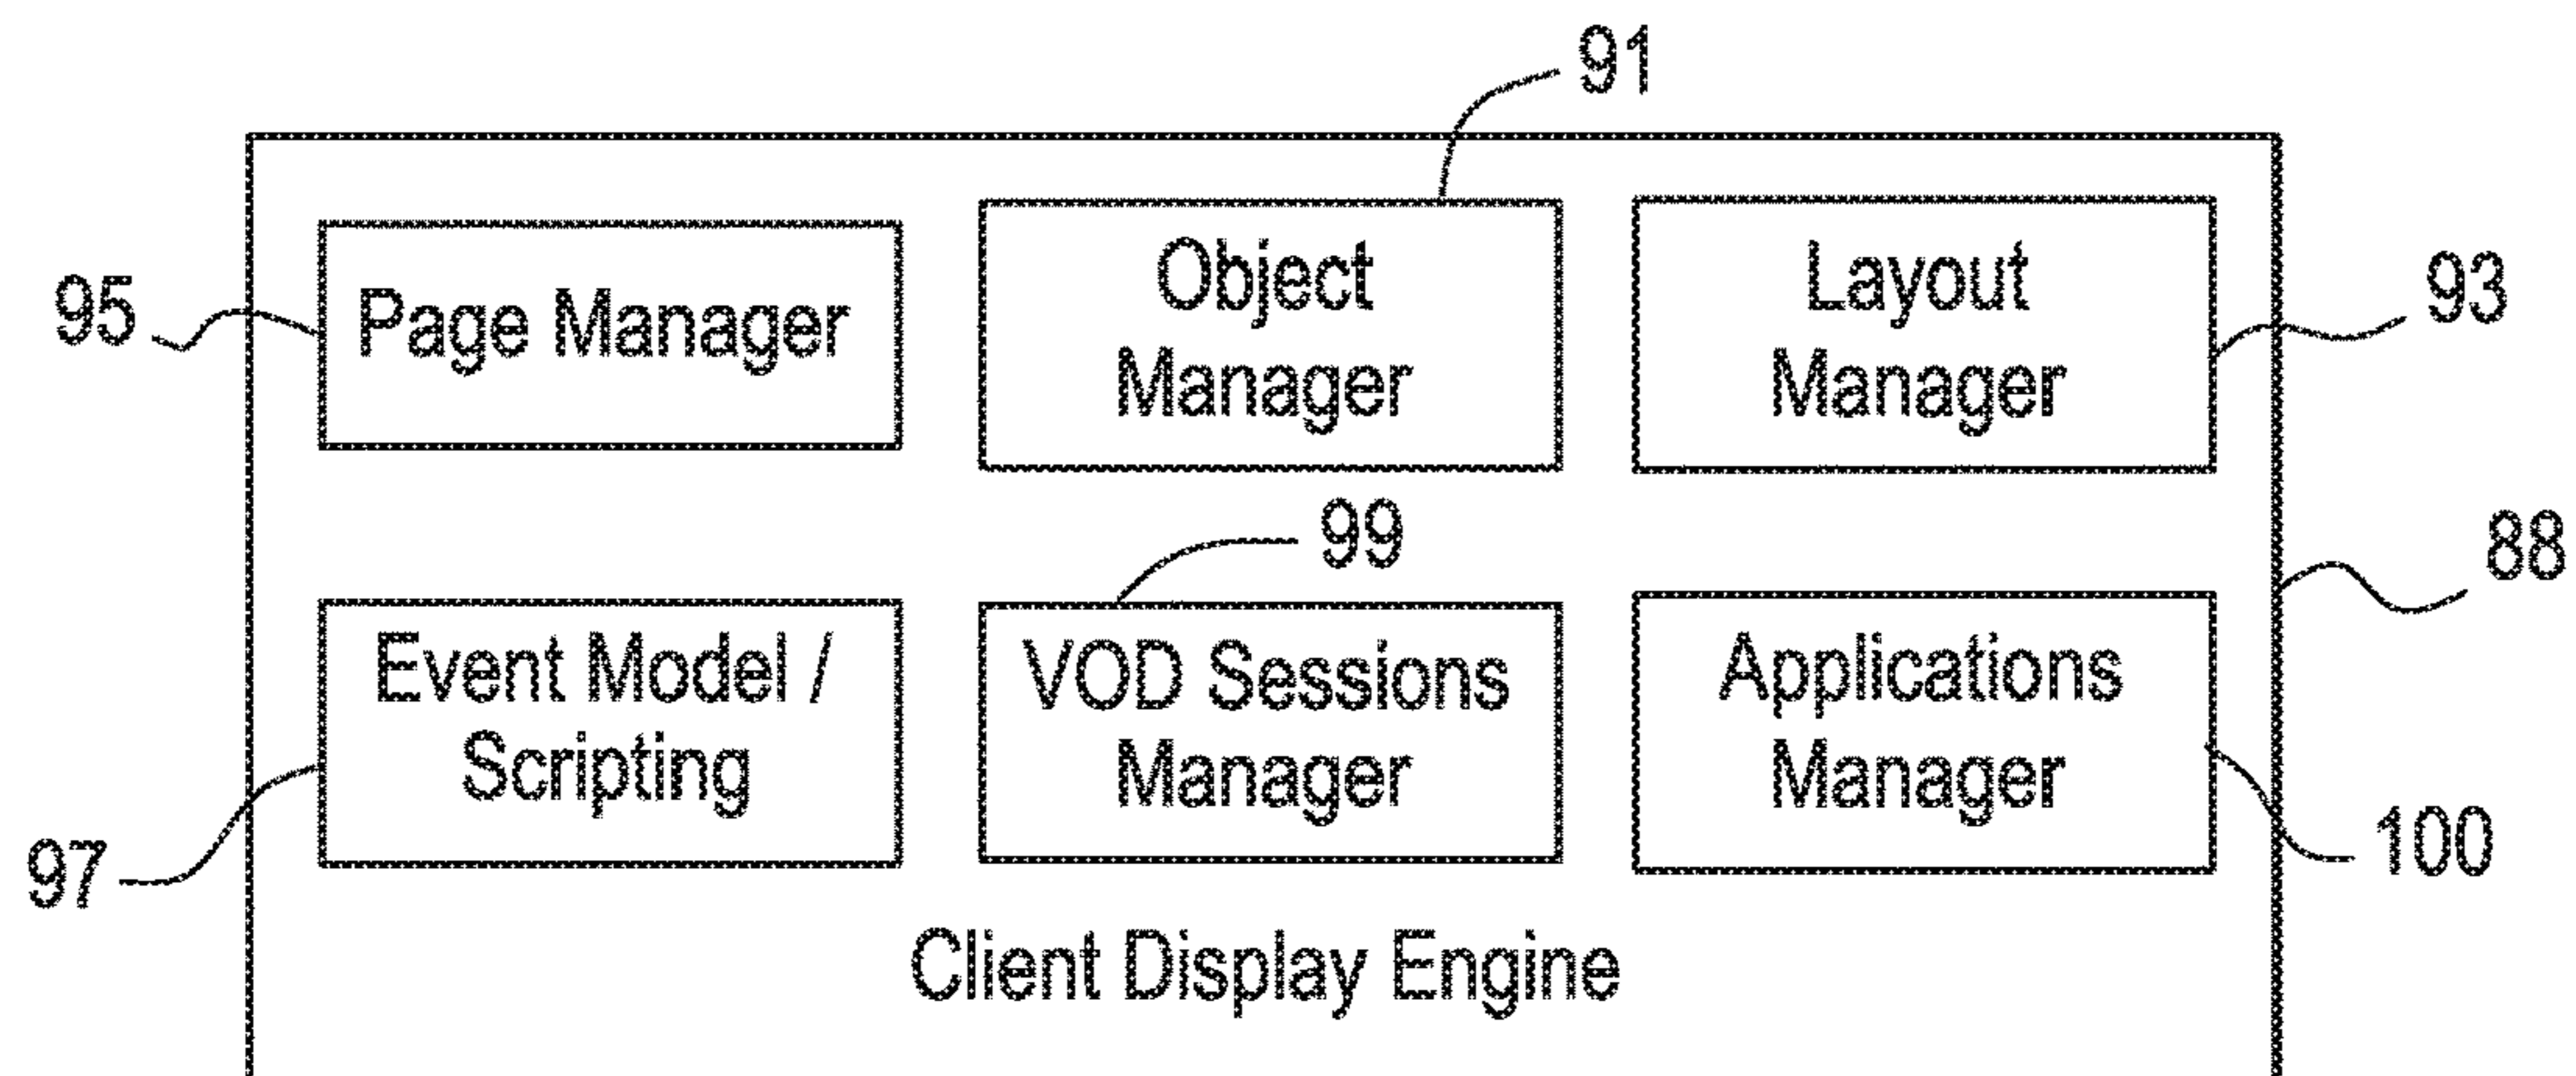 91
95
Page Manager
Object
Manager
Layout
Manager
93
99
88
Event Model /
Scripting
VOD Sessions
Manager
Applications
Manager
97
100
Client Display Engine